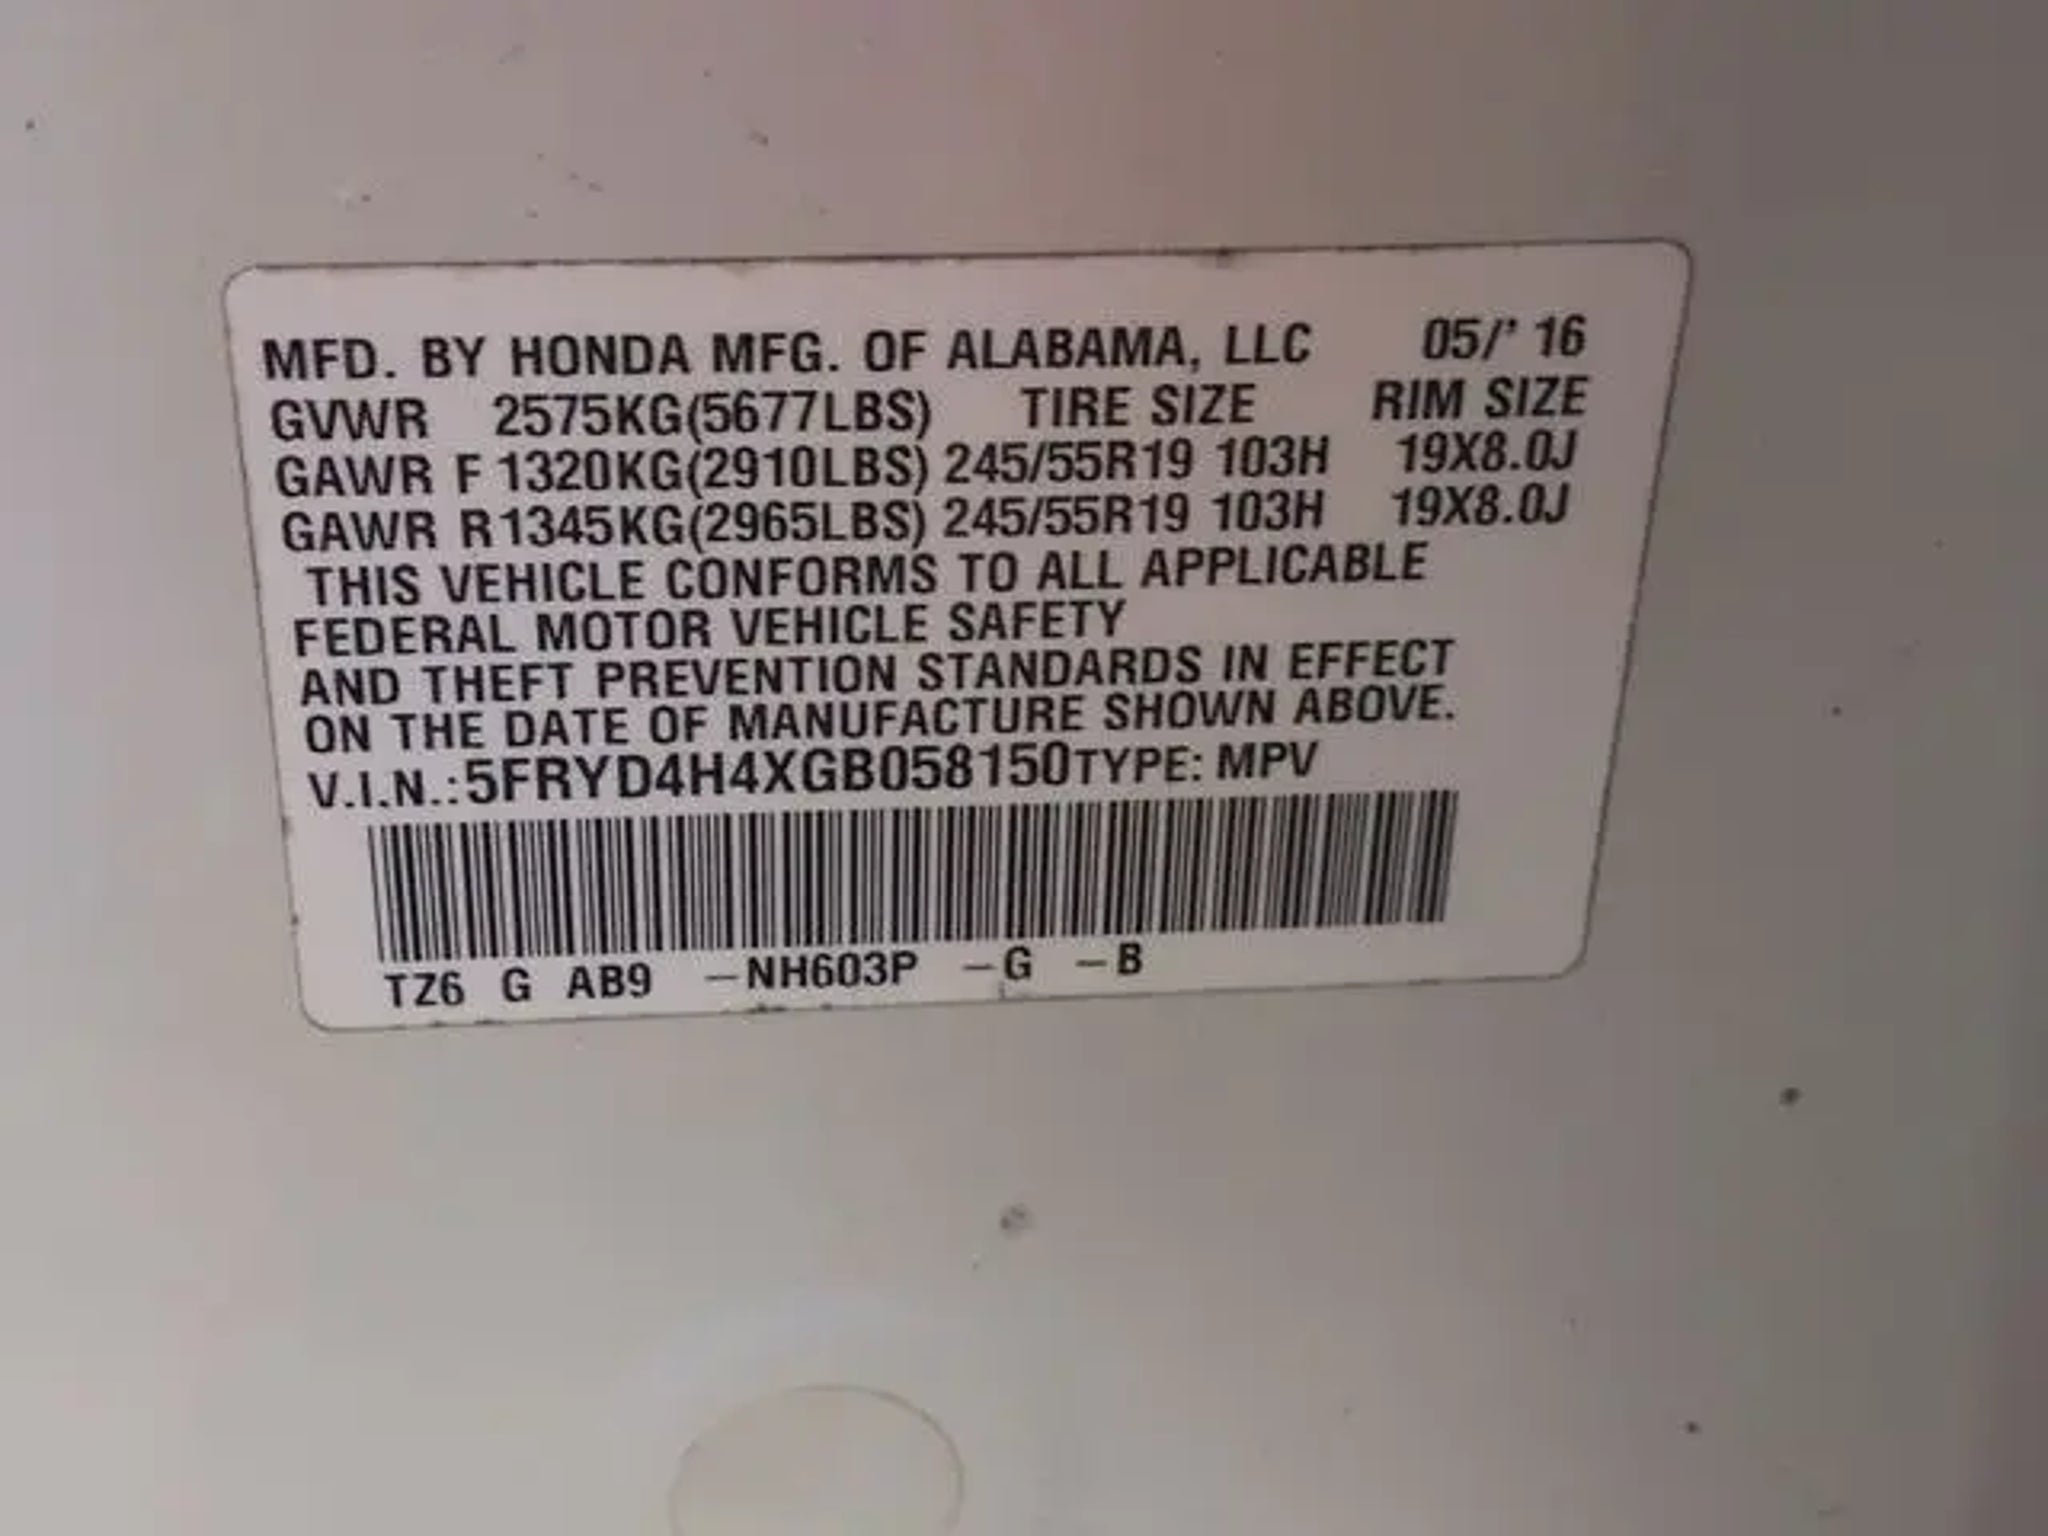 MFD. BY HONDA MFG. OF ALABAMA, LLC 05/' 16
GVWR 2575KG(5677LBS) TIRE SIZE RIM SIZE
GAWR F 1320KG(2910LBS) 245/55R19 103H 19X8.0J
GAWR R 1345KG(2965LBS) 245/55R19 103H 19X8.0J
THIS VEHICLE CONFORMS TO ALL APPLICABLE
FEDERAL MOTOR VEHICLE SAFETY
AND THEFT PREVENTION STANDARDS IN EFFECT
ON THE DATE OF MANUFACTURE SHOWN ABOVE.
V.I.N.: 5FRYD4H4XGB058150 TYPE: MPV
TZ6 G AB9 –NH603P –G –B